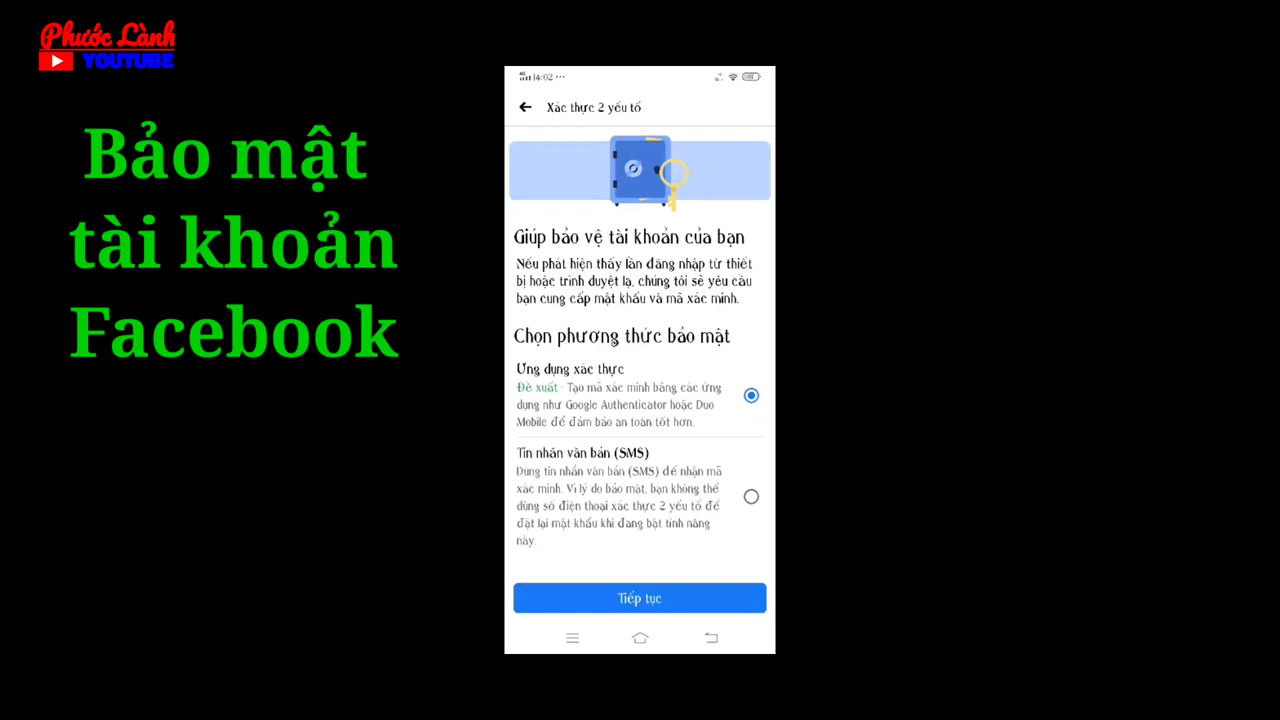 Phước Lành
YOUTUBE
Bảo mật
tài khoản
Facebook
4G 14:02 ···
Xác thực 2 yếu tố
Giúp bảo vệ tài khoản của bạn
Nếu phát hiện thấy lần đăng nhập từ thiết
bị hoặc trình duyệt lạ, chúng tôi sẽ yêu cầu
bạn cung cấp mật khẩu và mã xác minh.
Chọn phương thức bảo mật
Ứng dụng xác thực
Đề xuất · Tạo mã xác minh bằng các ứng
dụng như Google Authenticator hoặc Duo
Mobile để đảm bảo an toàn tốt hơn.
Tin nhắn văn bản (SMS)
Dùng tin nhắn văn bản (SMS) để nhận mã
xác minh. Vì lý do bảo mật, bạn không thể
dùng số điện thoại xác thực 2 yếu tố để
đặt lại mật khẩu khi đang bật tính năng
này.
Tiếp tục